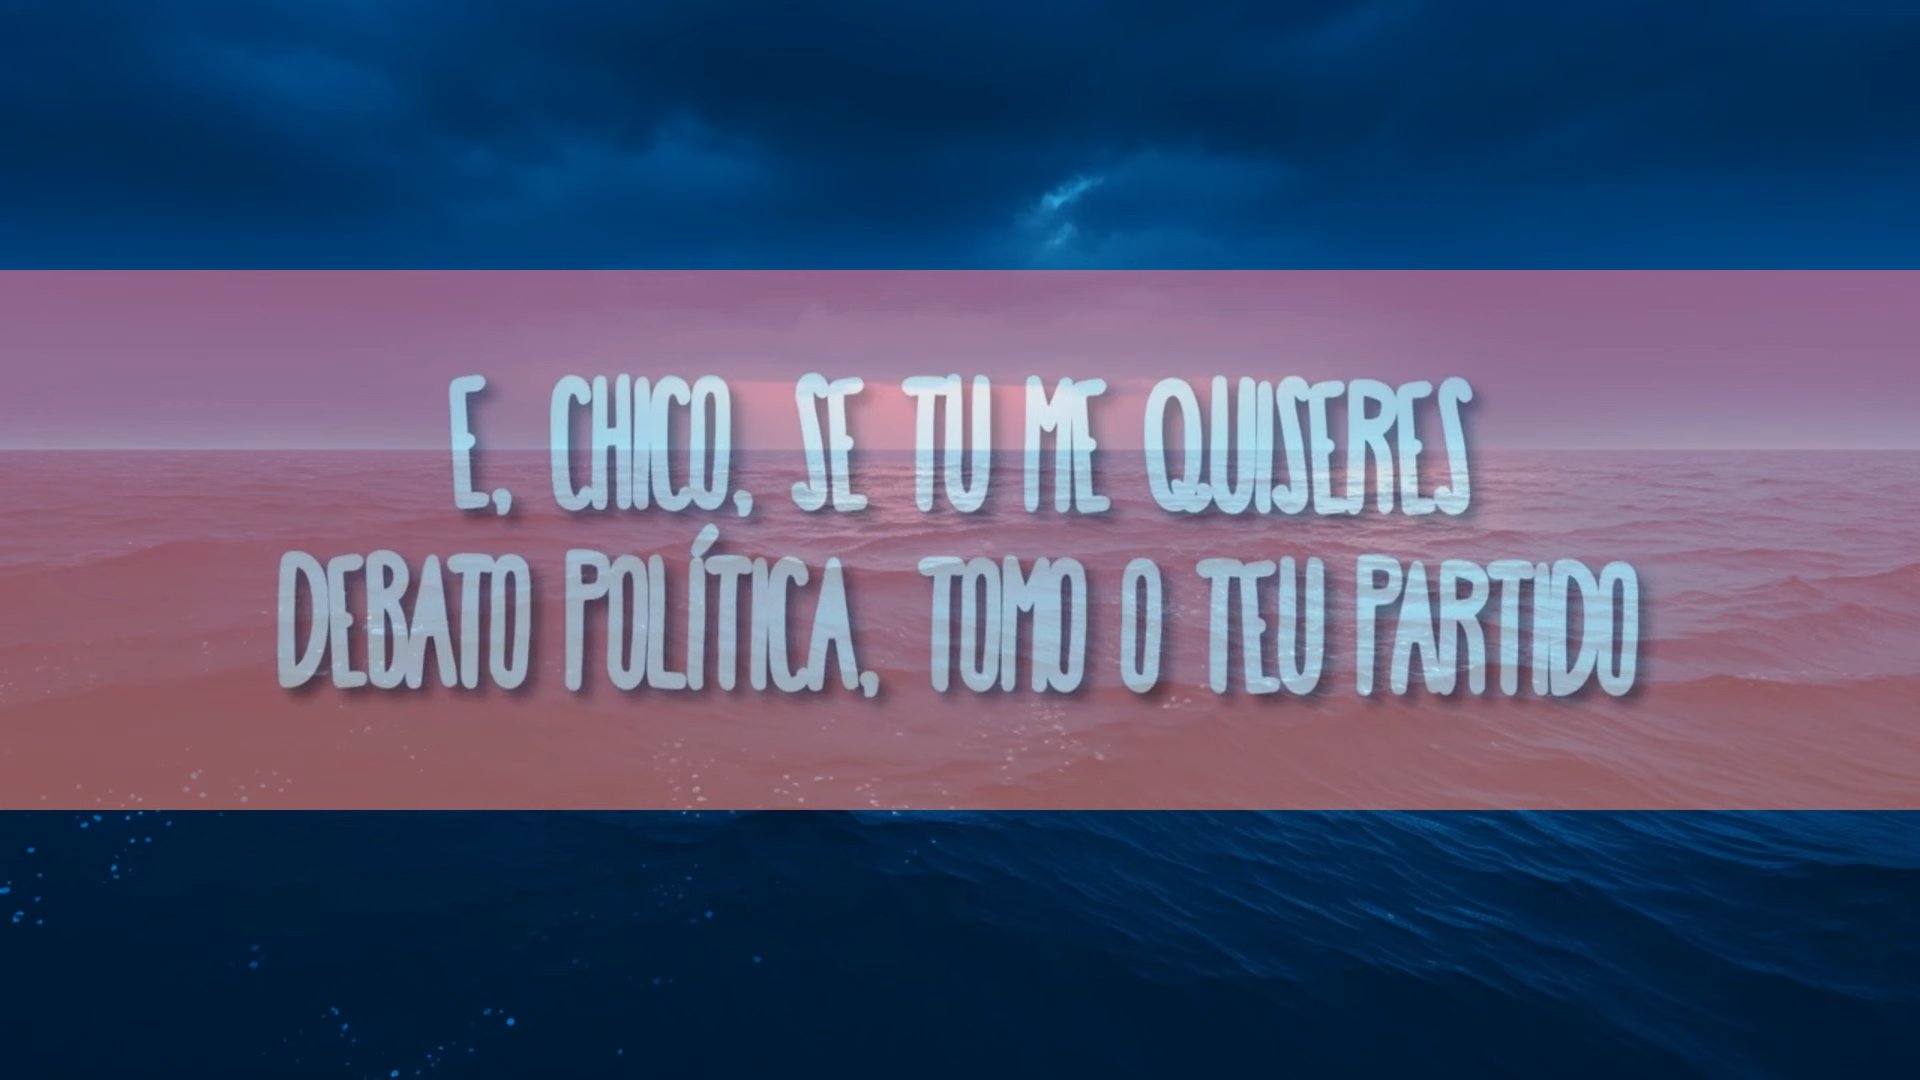 E, CHICO, SE TU ME QUISERES
DEBATO POLÍTICA, TOMO O TEU PARTIDO